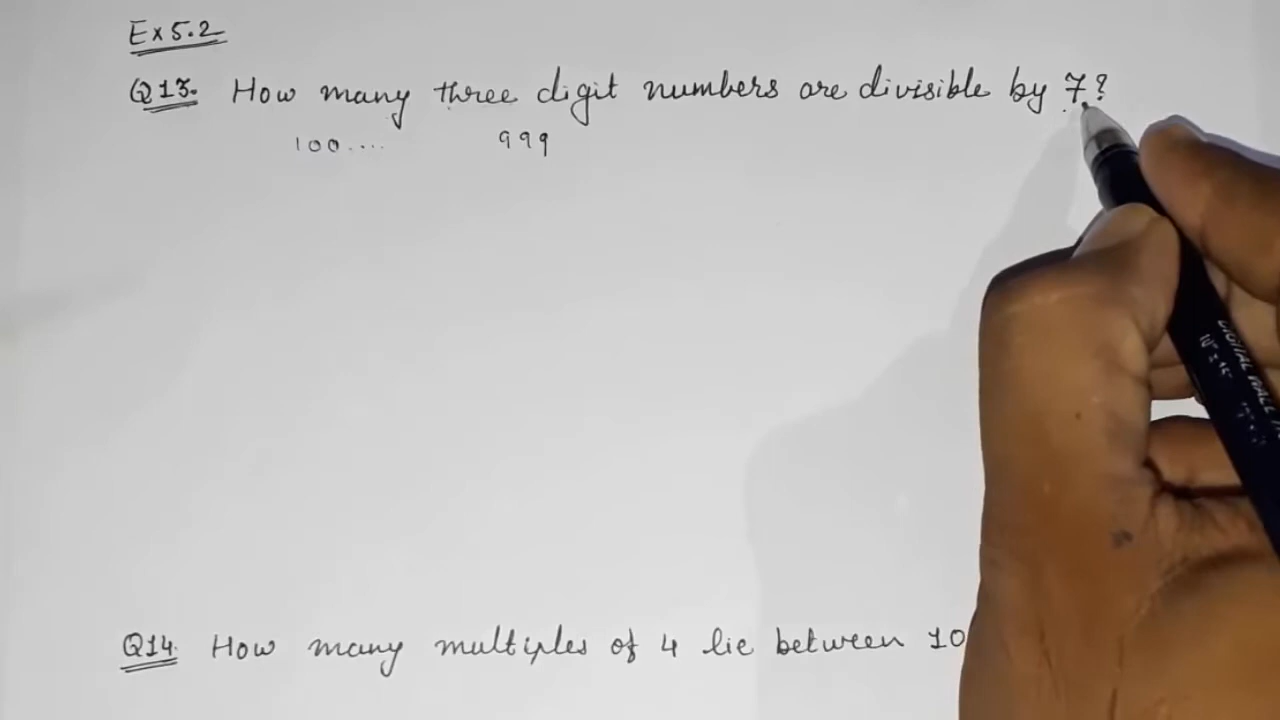 Ex 5.2
Q13. How many three digit numbers are divisible by 7?
100.... 999
Q14. How many multiples of 4 lie between 10